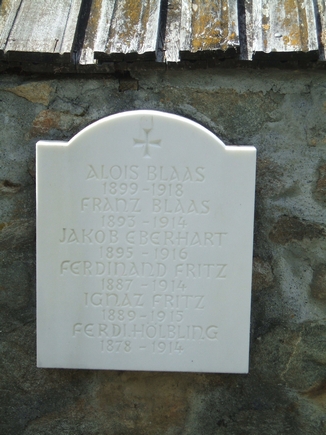 ALOIS BLAAS
1899-1918
FRANZ BLAAS
1893-1914
JAKOB EBERHART
1895-1916
FERDINAND FRITZ
1887-1914
IGNAZ FRITZ
1889-1915
FERDI.HÖLBLING
1878-1914